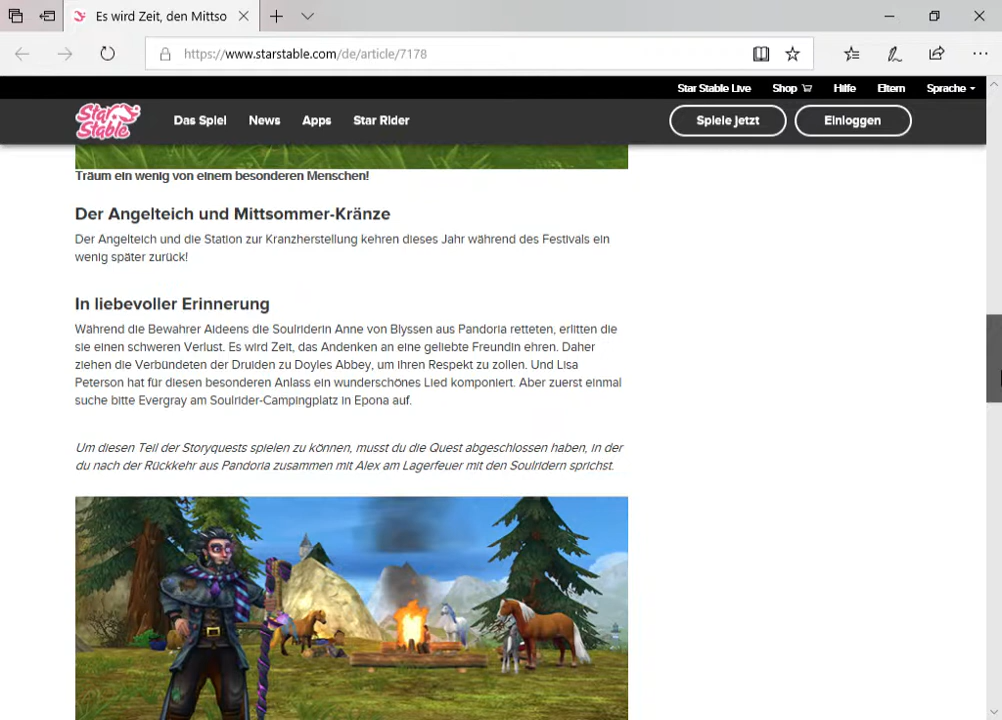 Es wird Zeit, den Mittso
https://www.starstable.com/de/article/7178
Star Stable Live Shop Hilfe Eltern Sprache
Star Stable
Das Spiel News Apps Star Rider Spiele jetzt Einloggen
Träum ein wenig von einem besonderen Menschen!
Der Angelteich und Mittsommer-Kränze
Der Angelteich und die Station zur Kranzherstellung kehren dieses Jahr während des Festivals ein
wenig später zurück!
In liebevoller Erinnerung
Während die Bewahrer Aideens die Soulriderin Anne von Blyssen aus Pandoria retteten, erlitten die
sie einen schweren Verlust. Es wird Zeit, das Andenken an eine geliebte Freundin ehren. Daher
ziehen die Verbündeten der Druiden zu Doyles Abbey, um ihren Respekt zu zollen. Und Lisa
Peterson hat für diesen besonderen Anlass ein wunderschönes Lied komponiert. Aber zuerst einmal
suche bitte Evergray am Soulrider-Campingplatz in Epona auf.
Um diesen Teil der Storyquests spielen zu können, musst du die Quest abgeschlossen haben, in der
du nach der Rückkehr aus Pandoria zusammen mit Alex am Lagerfeuer mit den Soulridern sprichst.